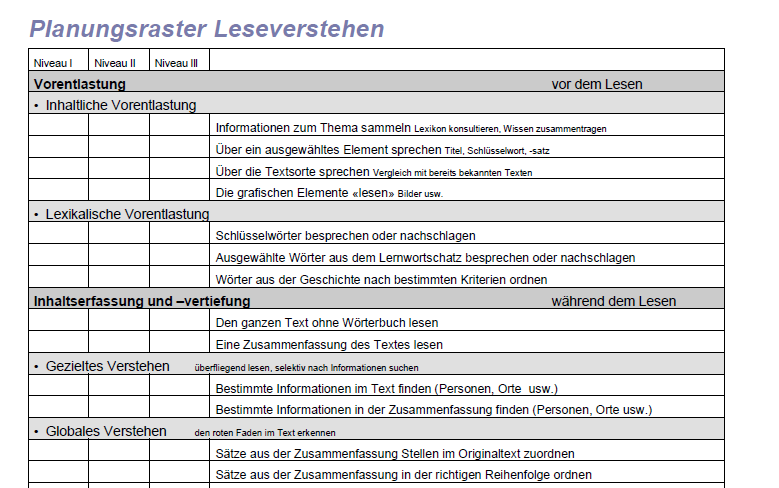 Planungsraster Leseverstehen
Niveau I Niveau II Niveau III
Vorentlastung vor dem Lesen
• Inhaltliche Vorentlastung
Informationen zum Thema sammeln Lexikon konsultieren, Wissen zusammentragen
Über ein ausgewähltes Element sprechen Titel, Schlüsselwort, -satz
Über die Textsorte sprechen Vergleich mit bereits bekannten Texten
Die grafischen Elemente «lesen» Bilder usw.
• Lexikalische Vorentlastung
Schlüsselwörter besprechen oder nachschlagen
Ausgewählte Wörter aus dem Lernwortschatz besprechen oder nachschlagen
Wörter aus der Geschichte nach bestimmten Kriterien ordnen
Inhaltserfassung und –vertiefung während dem Lesen
Den ganzen Text ohne Wörterbuch lesen
Eine Zusammenfassung des Textes lesen
• Gezieltes Verstehen überfliegend lesen, selektiv nach Informationen suchen
Bestimmte Informationen im Text finden (Personen, Orte usw.)
Bestimmte Informationen in der Zusammenfassung finden (Personen, Orte usw.)
• Globales Verstehen den roten Faden im Text erkennen
Sätze aus der Zusammenfassung Stellen im Originaltext zuordnen
Sätze aus der Zusammenfassung in der richtigen Reihenfolge ordnen